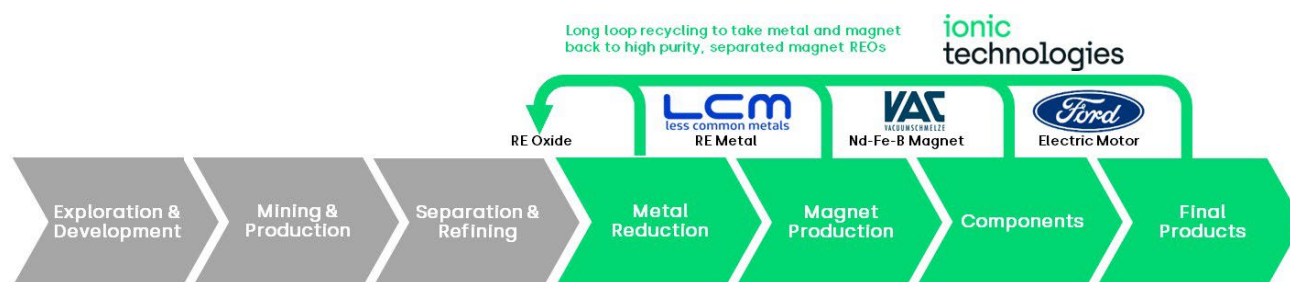 Long loop recycling to take metal and magnet
back to high purity, separated magnet REOs
ionic
technologies
LCM
less common metals
VAC
VACUUMSCHMELZE
Ford
RE Oxide
RE Metal
Nd-Fe-B Magnet
Electric Motor
Exploration &
Development
Mining &
Production
Separation &
Refining
Metal
Reduction
Magnet
Production
Components
Final
Products